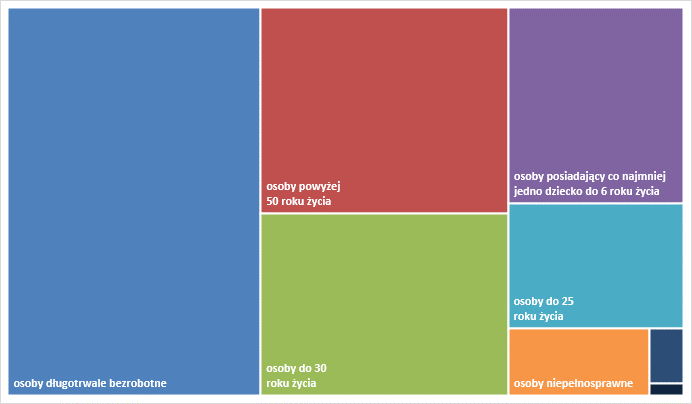 osoby długotrwale bezrobotne
osoby powyżej
50 roku życia
osoby do 30
roku życia
osoby posiadający co najmniej
jedno dziecko do 6 roku życia
osoby do 25
roku życia
osoby niepełnosprawne